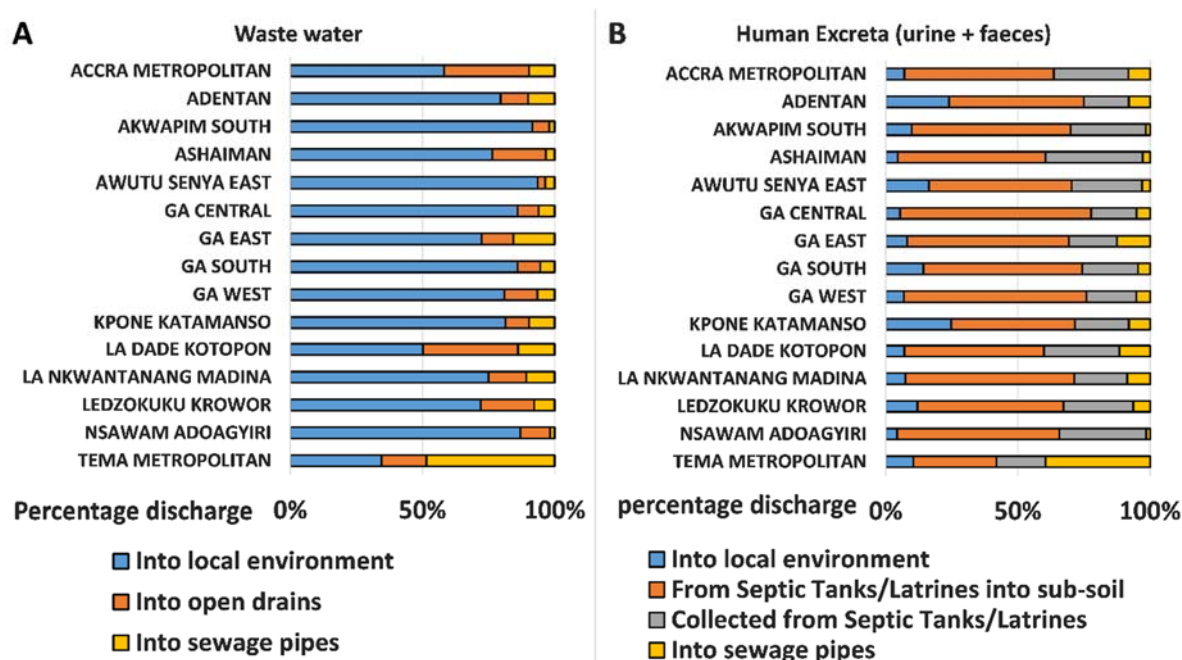 A
Waste water
ACCRA METROPOLITAN
ADENTAN
AKWAPIM SOUTH
ASHAIMAN
AWUTU SENYA EAST
GA CENTRAL
GA EAST
GA SOUTH
GA WEST
KPONE KATAMANSO
LA DADE KOTOPON
LA NKWANTANANG MADINA
LEDZOKUKU KROWOR
NSAWAM ADOAGYIRI
TEMA METROPOLITAN
Percentage discharge 0% 50% 100%
Into local environment
Into open drains
Into sewage pipes
B
Human Excreta (urine + faeces)
ACCRA METROPOLITAN
ADENTAN
AKWAPIM SOUTH
ASHAIMAN
AWUTU SENYA EAST
GA CENTRAL
GA EAST
GA SOUTH
GA WEST
KPONE KATAMANSO
LA DADE KOTOPON
LA NKWANTANANG MADINA
LEDZOKUKU KROWOR
NSAWAM ADOAGYIRI
TEMA METROPOLITAN
percentage discharge 0% 50% 100%
Into local environment
From Septic Tanks/Latrines into sub-soil
Collected from Septic Tanks/Latrines
Into sewage pipes